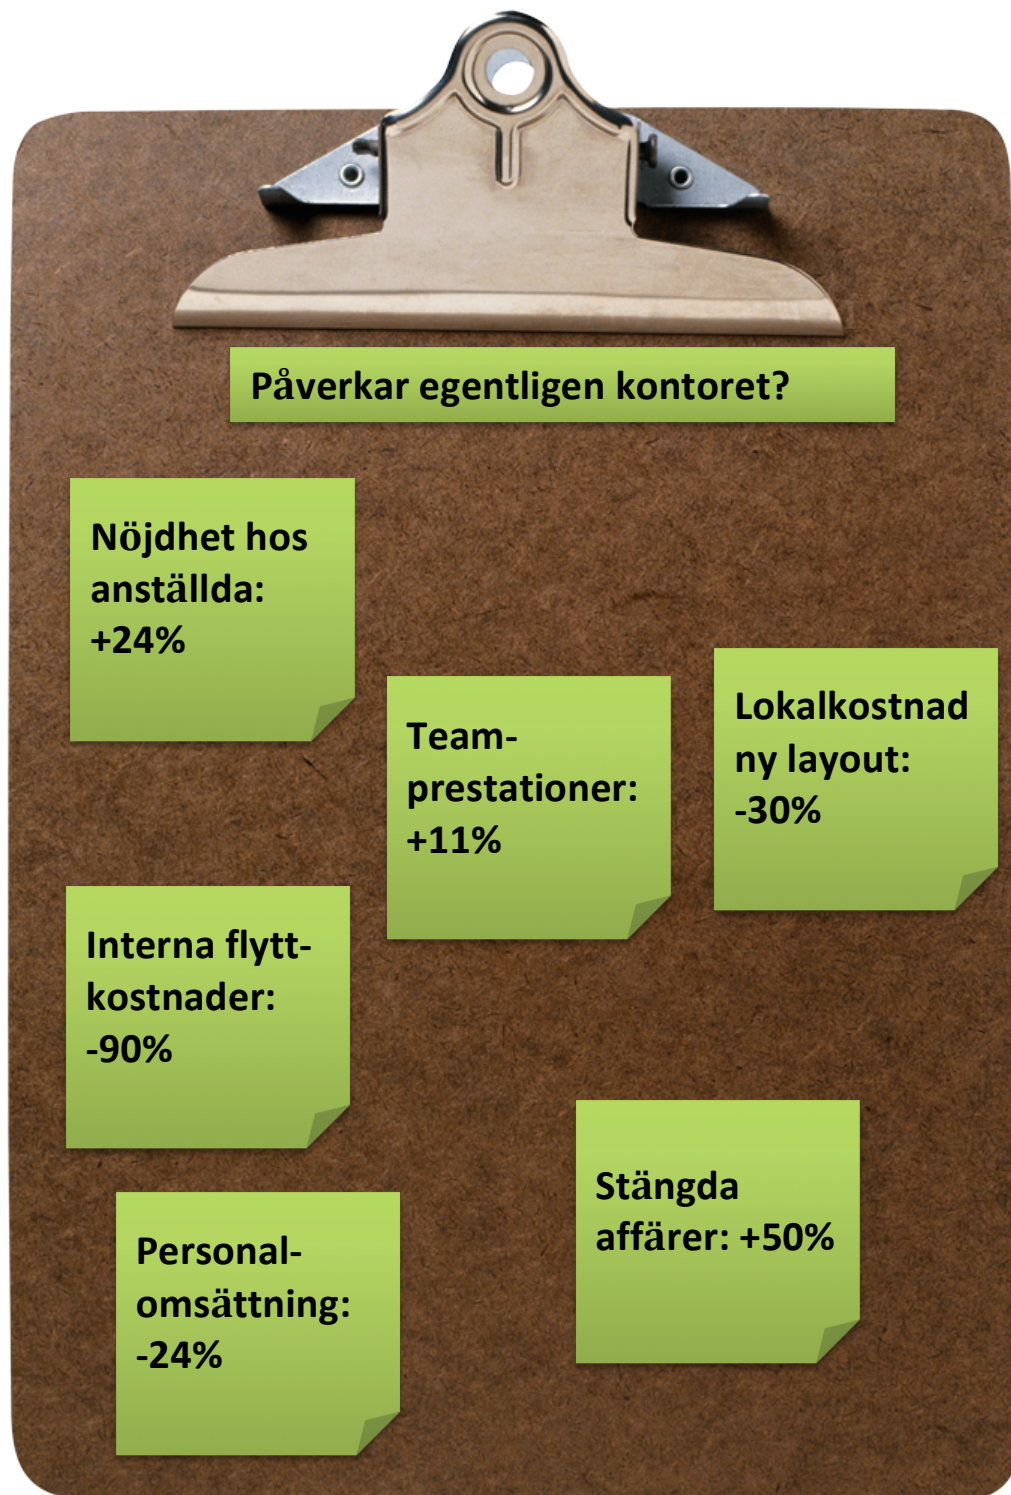 Påverkar egentligen kontoret?
Nöjdhet hos
anställda:
+24%
Team-
prestationer:
+11%
Lokalkostnad
ny layout:
-30%
Interna flytt-
kostnader:
-90%
Personal-
omsättning:
-24%
Stängda
affärer: +50%